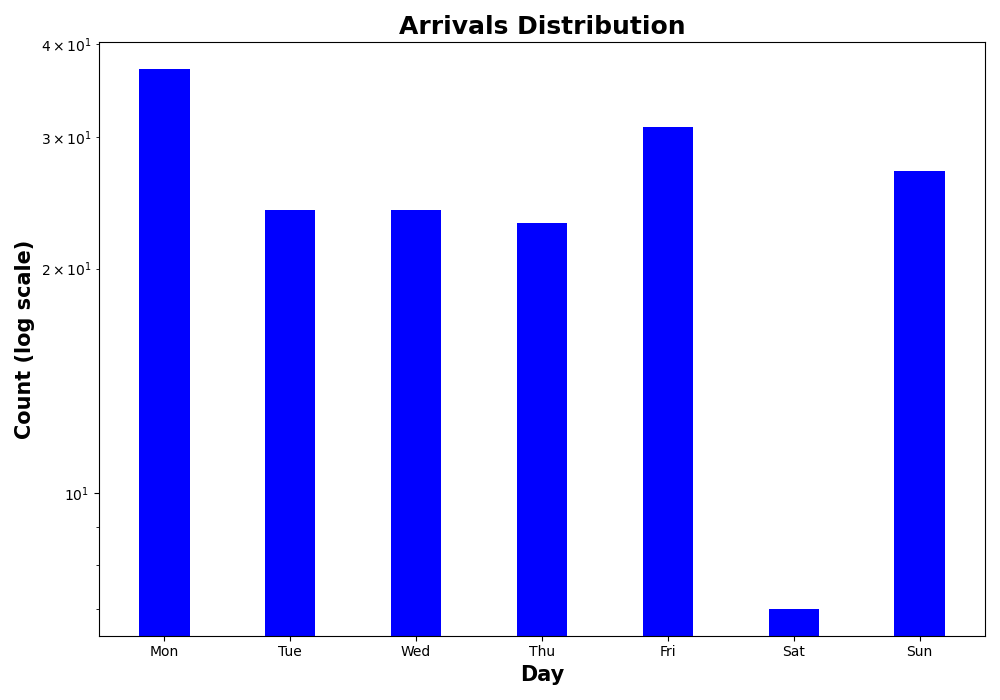 Arrivals Distribution
4 × 10¹
3 × 10¹
2 × 10¹
10¹
Count (log scale)
Mon Tue Wed Thu Fri Sat Sun
Day